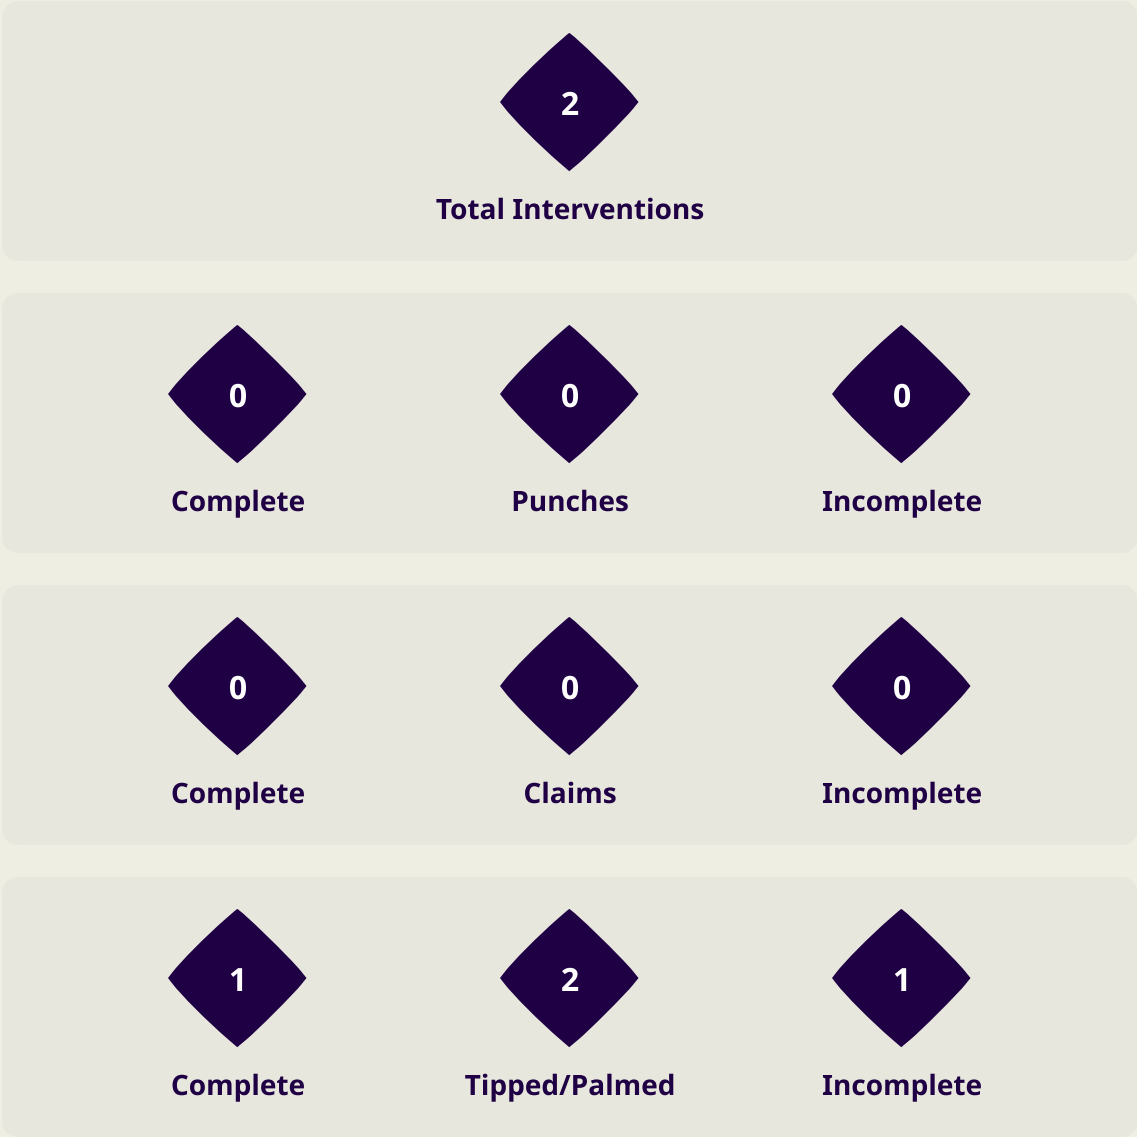 2
Total Interventions
0 0 0
Complete Punches Incomplete
0 0 0
Complete Claims Incomplete
1 2 1
Complete Tipped/Palmed Incomplete